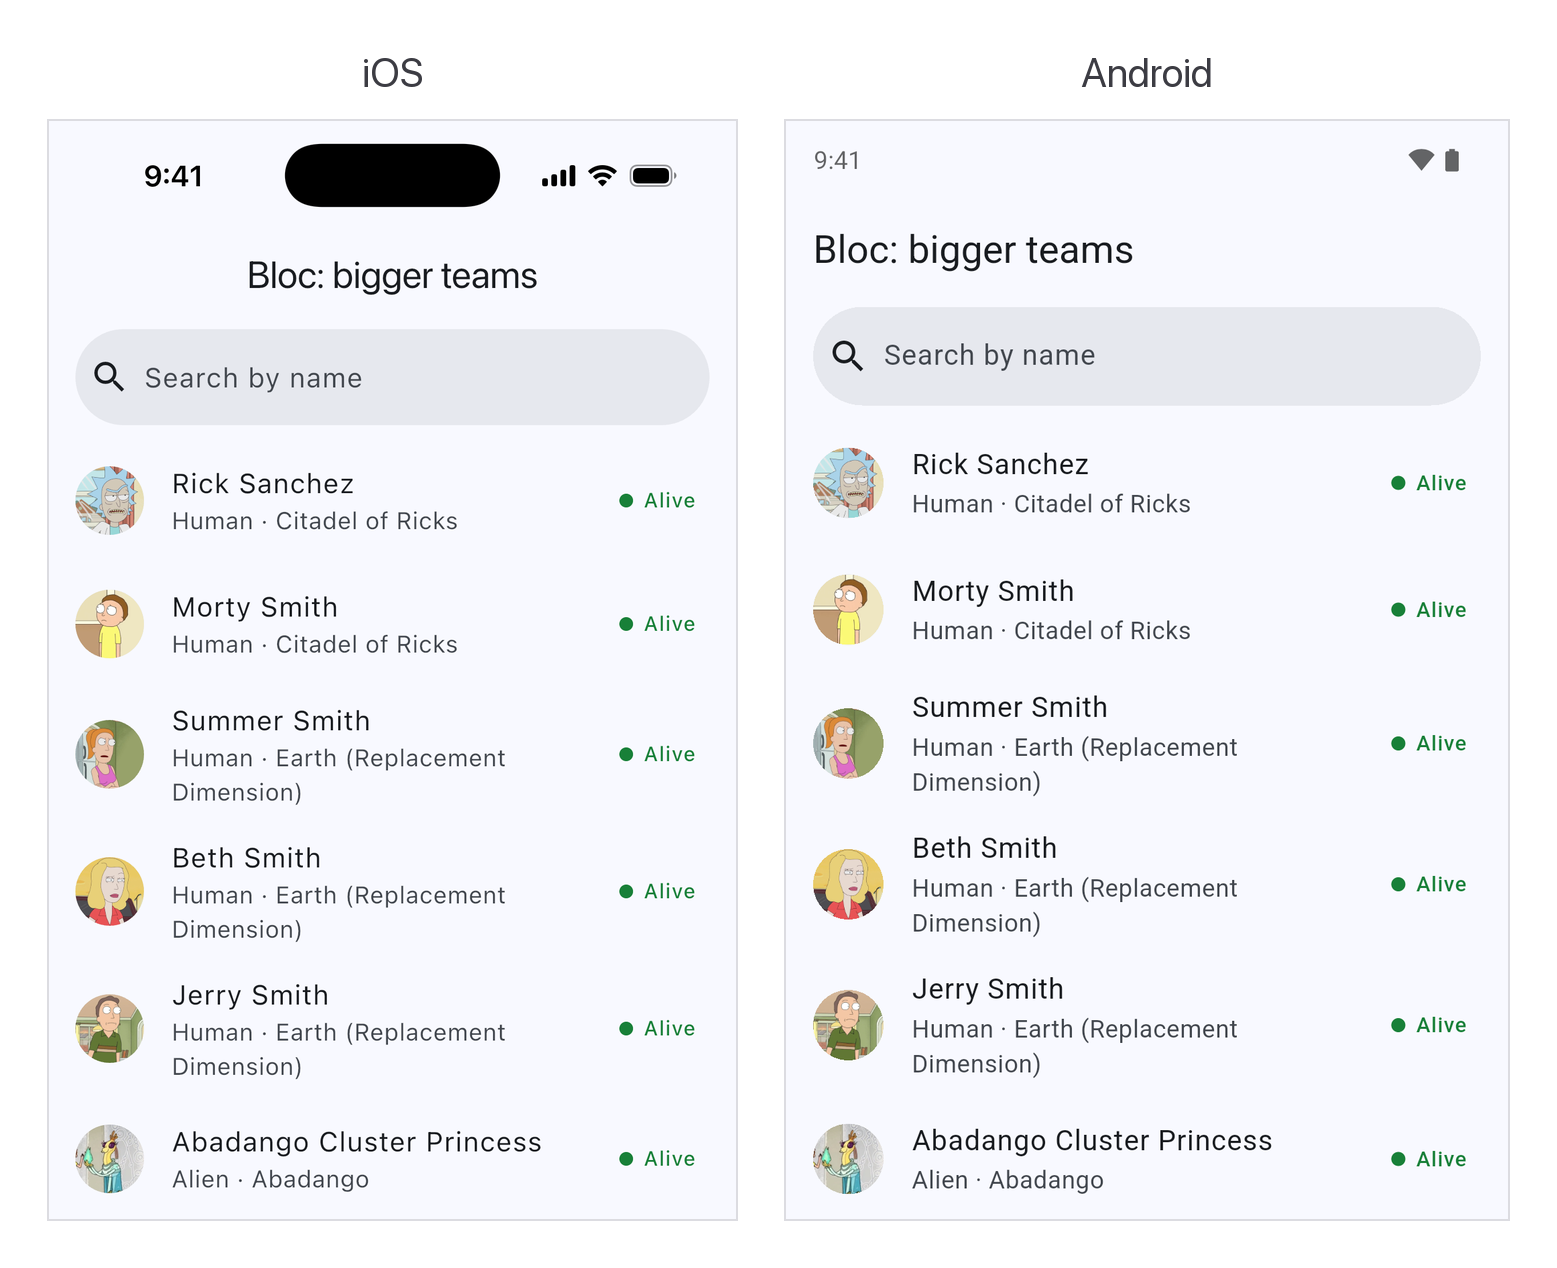 iOS
9:41
Bloc: bigger teams
Search by name
Rick Sanchez
Human · Citadel of Ricks
Alive
Morty Smith
Human · Citadel of Ricks
Alive
Summer Smith
Human · Earth (Replacement
Dimension)
Alive
Beth Smith
Human · Earth (Replacement
Dimension)
Alive
Jerry Smith
Human · Earth (Replacement
Dimension)
Alive
Abadango Cluster Princess
Alien · Abadango
Alive
Android
9:41
Bloc: bigger teams
Search by name
Rick Sanchez
Human · Citadel of Ricks
Alive
Morty Smith
Human · Citadel of Ricks
Alive
Summer Smith
Human · Earth (Replacement
Dimension)
Alive
Beth Smith
Human · Earth (Replacement
Dimension)
Alive
Jerry Smith
Human · Earth (Replacement
Dimension)
Alive
Abadango Cluster Princess
Alien · Abadango
Alive